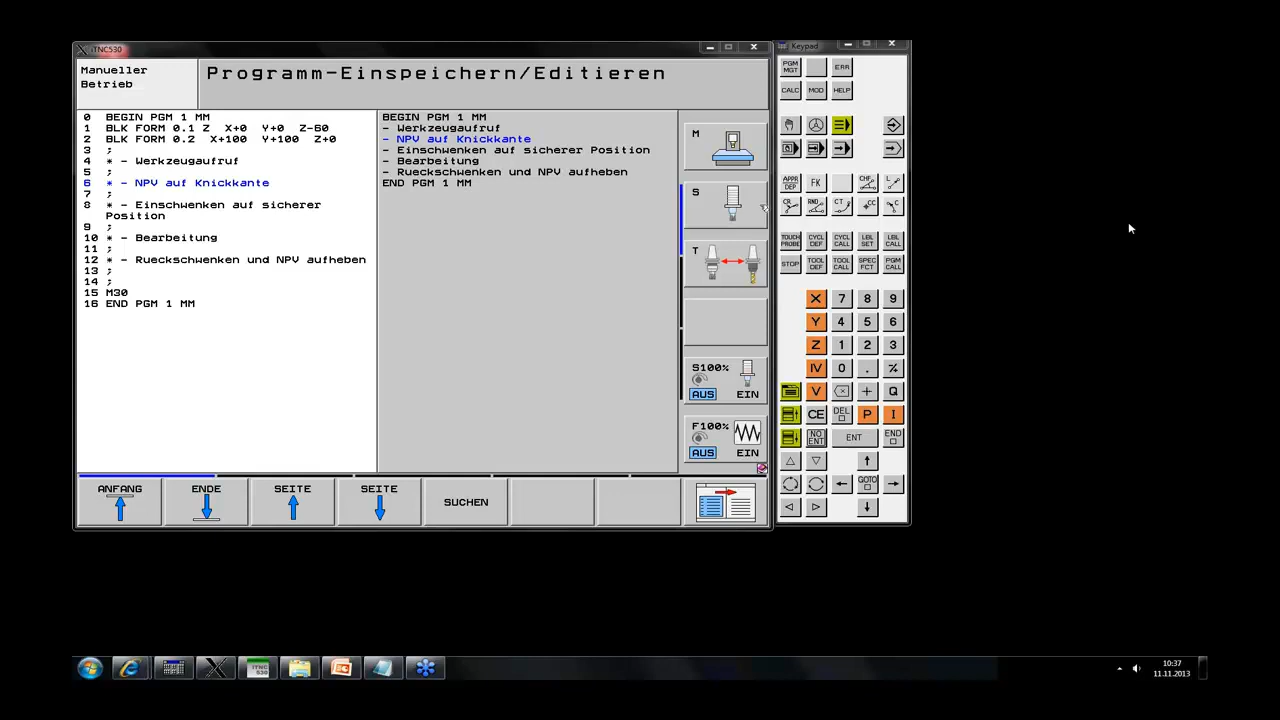 iTNC530
Manueller
Betrieb
Programm-Einspeichern/Editieren
0 BEGIN PGM 1 MM
1 BLK FORM 0.1 Z X+0 Y+0 Z-60
2 BLK FORM 0.2 X+100 Y+100 Z+0
3 ;
4 * - Werkzeugaufruf
5 ;
6 * - NPV auf Knickkante
7 ;
8 * - Einschwenken auf sicherer
Position
9 ;
10 * - Bearbeitung
11 ;
12 * - Rueckschwenken und NPV aufheben
13 ;
14 ;
15 M30
16 END PGM 1 MM
BEGIN PGM 1 MM
- Werkzeugaufruf
- NPV auf Knickkante
- Einschwenken auf sicherer Position
- Bearbeitung
- Rueckschwenken und NPV aufheben
END PGM 1 MM
M
S
T
S100%
AUS EIN
F100%
AUS EIN
ANFANG ENDE SEITE SEITE SUCHEN
Keypad
PGM MGT ERR
CALC MOD HELP
APPR DEP FK CHF L
CR RND CT CC C
TOUCH PROBE CYCL DEF CYCL CALL LBL SET LBL CALL
STOP TOOL DEF TOOL CALL SPEC FCT PGM CALL
X 7 8 9
Y 4 5 6
Z 1 2 3
IV 0 .
V + Q
CE DEL P I
NO ENT ENT END
GOTO
iTNC 530
10:37
11.11.2013